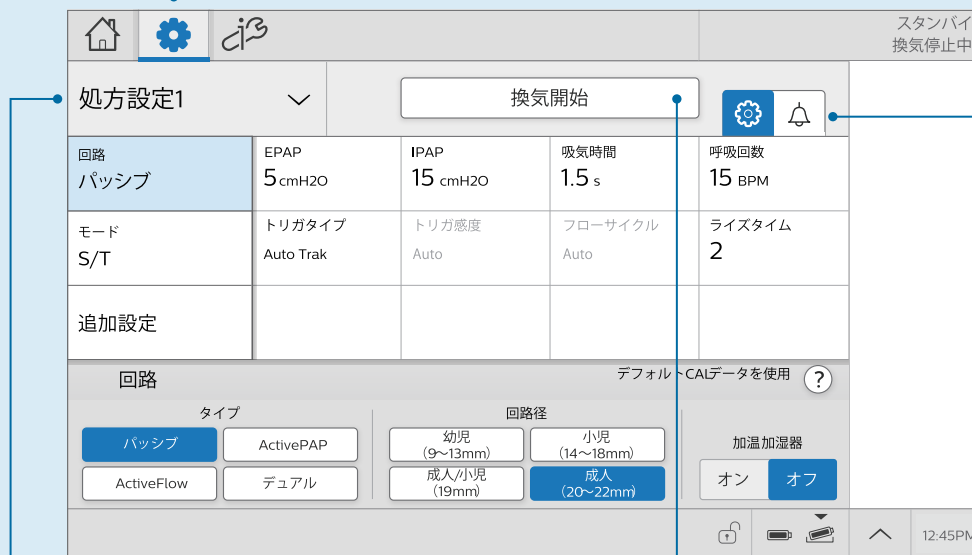 スタンバイ
換気停止中
処方設定1
換気開始
回路
パッシブ
EPAP
5 cmH2O
IPAP
15 cmH2O
吸気時間
1.5 s
呼吸回数
15 BPM
モード
S/T
トリガタイプ
Auto Trak
トリガ感度
Auto
フローサイクル
Auto
ライズタイム
2
追加設定
回路
デフォルトCALデータを使用
?
タイプ
パッシブ
ActivePAP
ActiveFlow
デュアル
回路径
幼児
(9〜13mm)
小児
(14〜18mm)
成人/小児
(19mm)
成人
(20〜22mm)
加温加湿器
オン
オフ
12:45PM